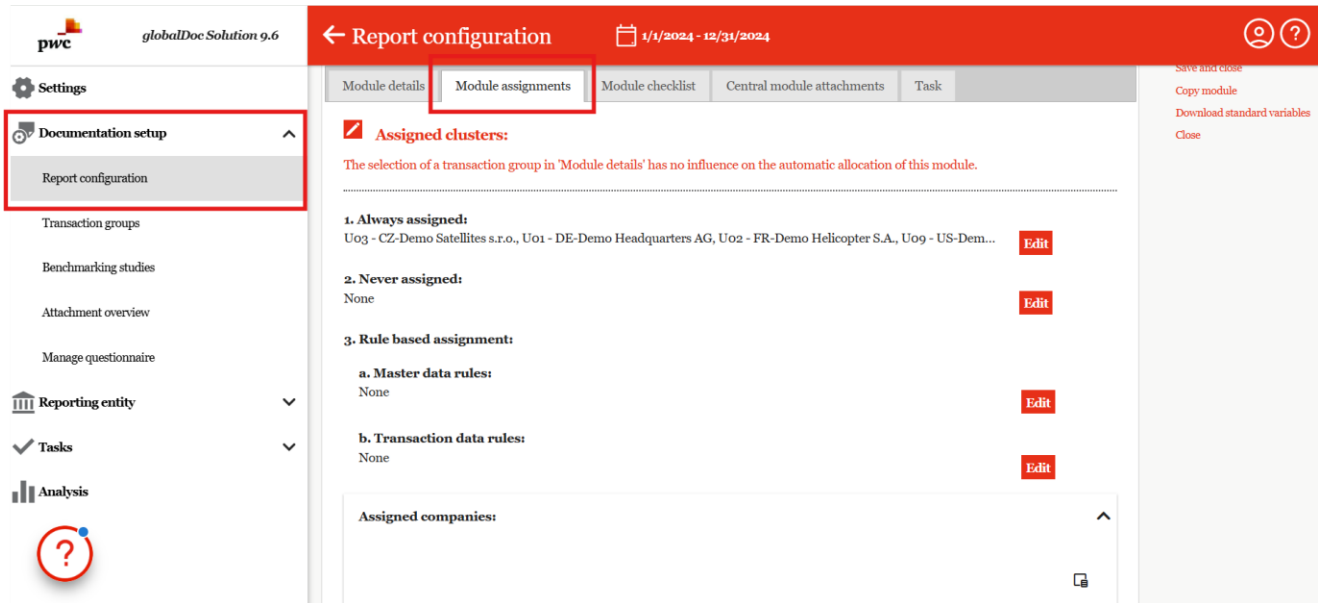 pwc
globalDoc Solution 9.6
Settings
Documentation setup
Report configuration
Transaction groups
Benchmarking studies
Attachment overview
Manage questionnaire
Reporting entity
Tasks
Analysis
?
← Report configuration
1/1/2024 - 12/31/2024
?
Module details
Module assignments
Module checklist
Central module attachments
Task
Assigned clusters:
The selection of a transaction group in 'Module details' has no influence on the automatic allocation of this module.
1. Always assigned:
U03 - CZ-Demo Satellites s.r.o., U01 - DE-Demo Headquarters AG, U02 - FR-Demo Helicopter S.A., U09 - US-Dem...
Edit
2. Never assigned:
None
Edit
3. Rule based assignment:
a. Master data rules:
None
Edit
b. Transaction data rules:
None
Edit
Assigned companies:
Save and close
Copy module
Download standard variables
Close